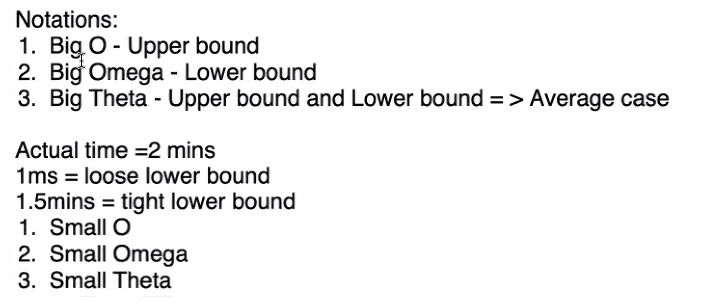 Notations:
1. Big O - Upper bound
2. Big Omega - Lower bound
3. Big Theta - Upper bound and Lower bound = > Average case
Actual time =2 mins
1ms = loose lower bound
1.5mins = tight lower bound
1. Small O
2. Small Omega
3. Small Theta